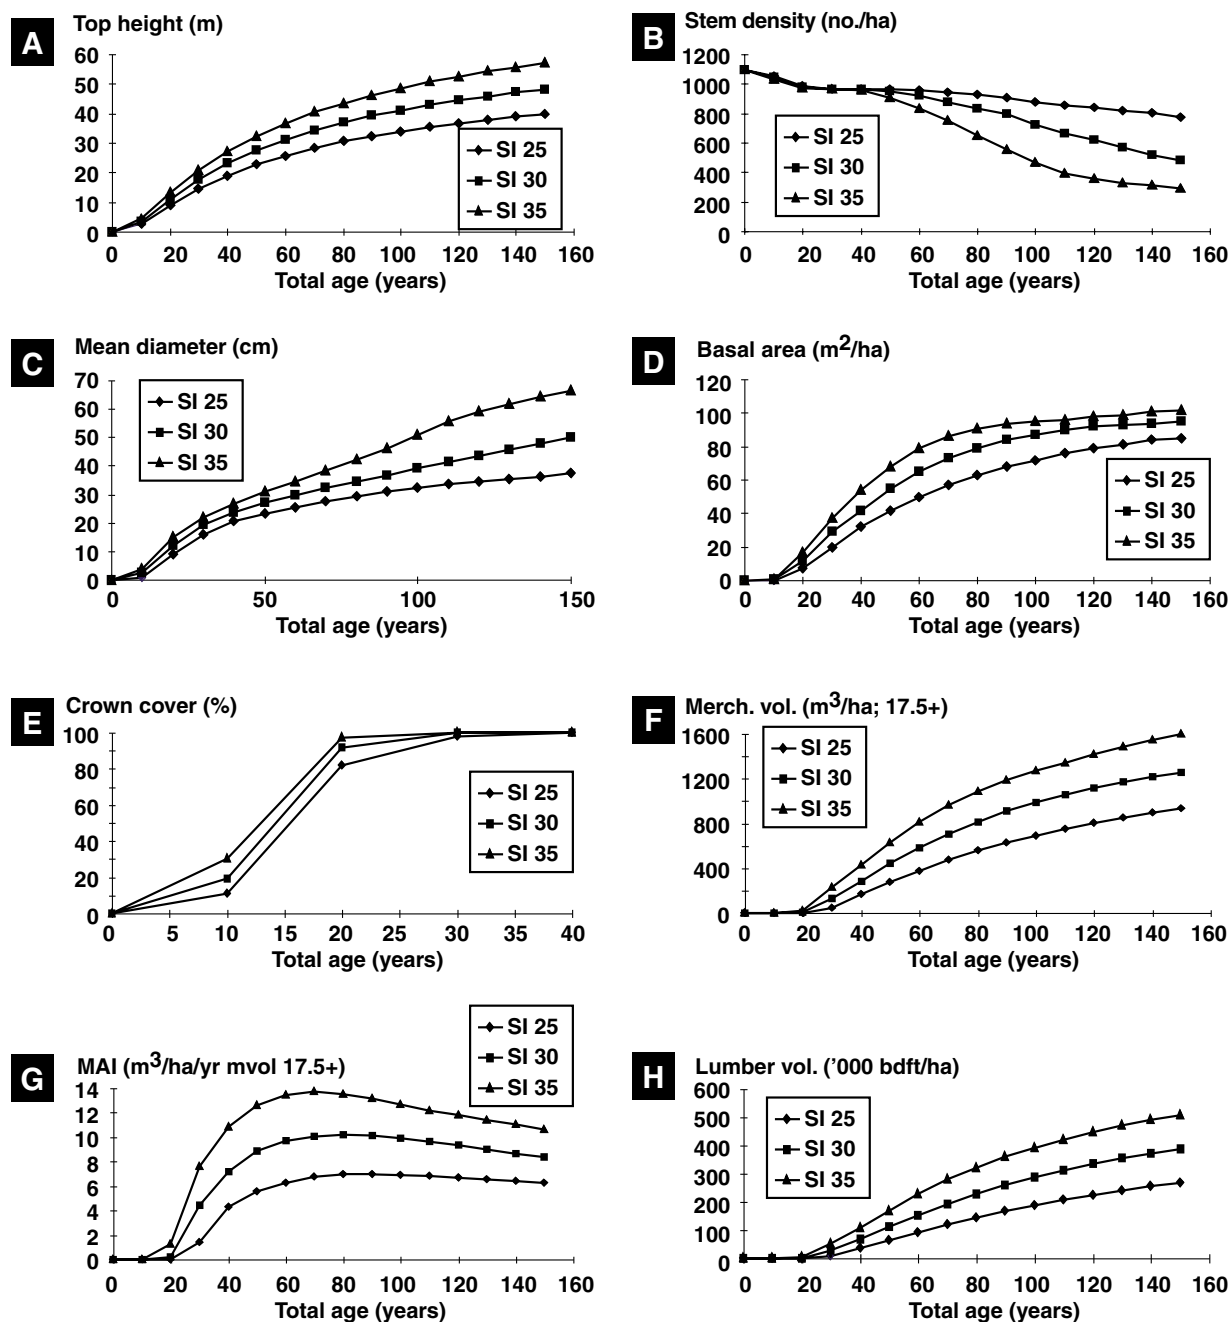 A
Top height (m)
60
50
40
30
20
10
0
SI 25
SI 30
SI 35
0 20 40 60 80 100 120 140 160
Total age (years)
B
Stem density (no./ha)
1200
1000
800
600
400
200
0
SI 25
SI 30
SI 35
0 20 40 60 80 100 120 140 160
Total age (years)
C
Mean diameter (cm)
70
60
50
40
30
20
10
0
SI 25
SI 30
SI 35
0 50 100 150
Total age (years)
D
Basal area (m2/ha)
120
100
80
60
40
20
0
SI 25
SI 30
SI 35
0 20 40 60 80 100 120 140 160
Total age (years)
E
Crown cover (%)
100
80
60
40
20
0
SI 25
SI 30
SI 35
0 5 10 15 20 25 30 35 40
Total age (years)
F
Merch. vol. (m3/ha; 17.5+)
1600
1200
800
400
0
SI 25
SI 30
SI 35
0 20 40 60 80 100 120 140 160
Total age (years)
G
MAI (m3/ha/yr mvol 17.5+)
SI 25
SI 30
SI 35
14
12
10
8
6
4
2
0
0 20 40 60 80 100 120 140 160
Total age (years)
H
Lumber vol. (’000 bdft/ha)
600
500
400
300
200
100
0
SI 25
SI 30
SI 35
0 20 40 60 80 100 120 140 160
Total age (years)